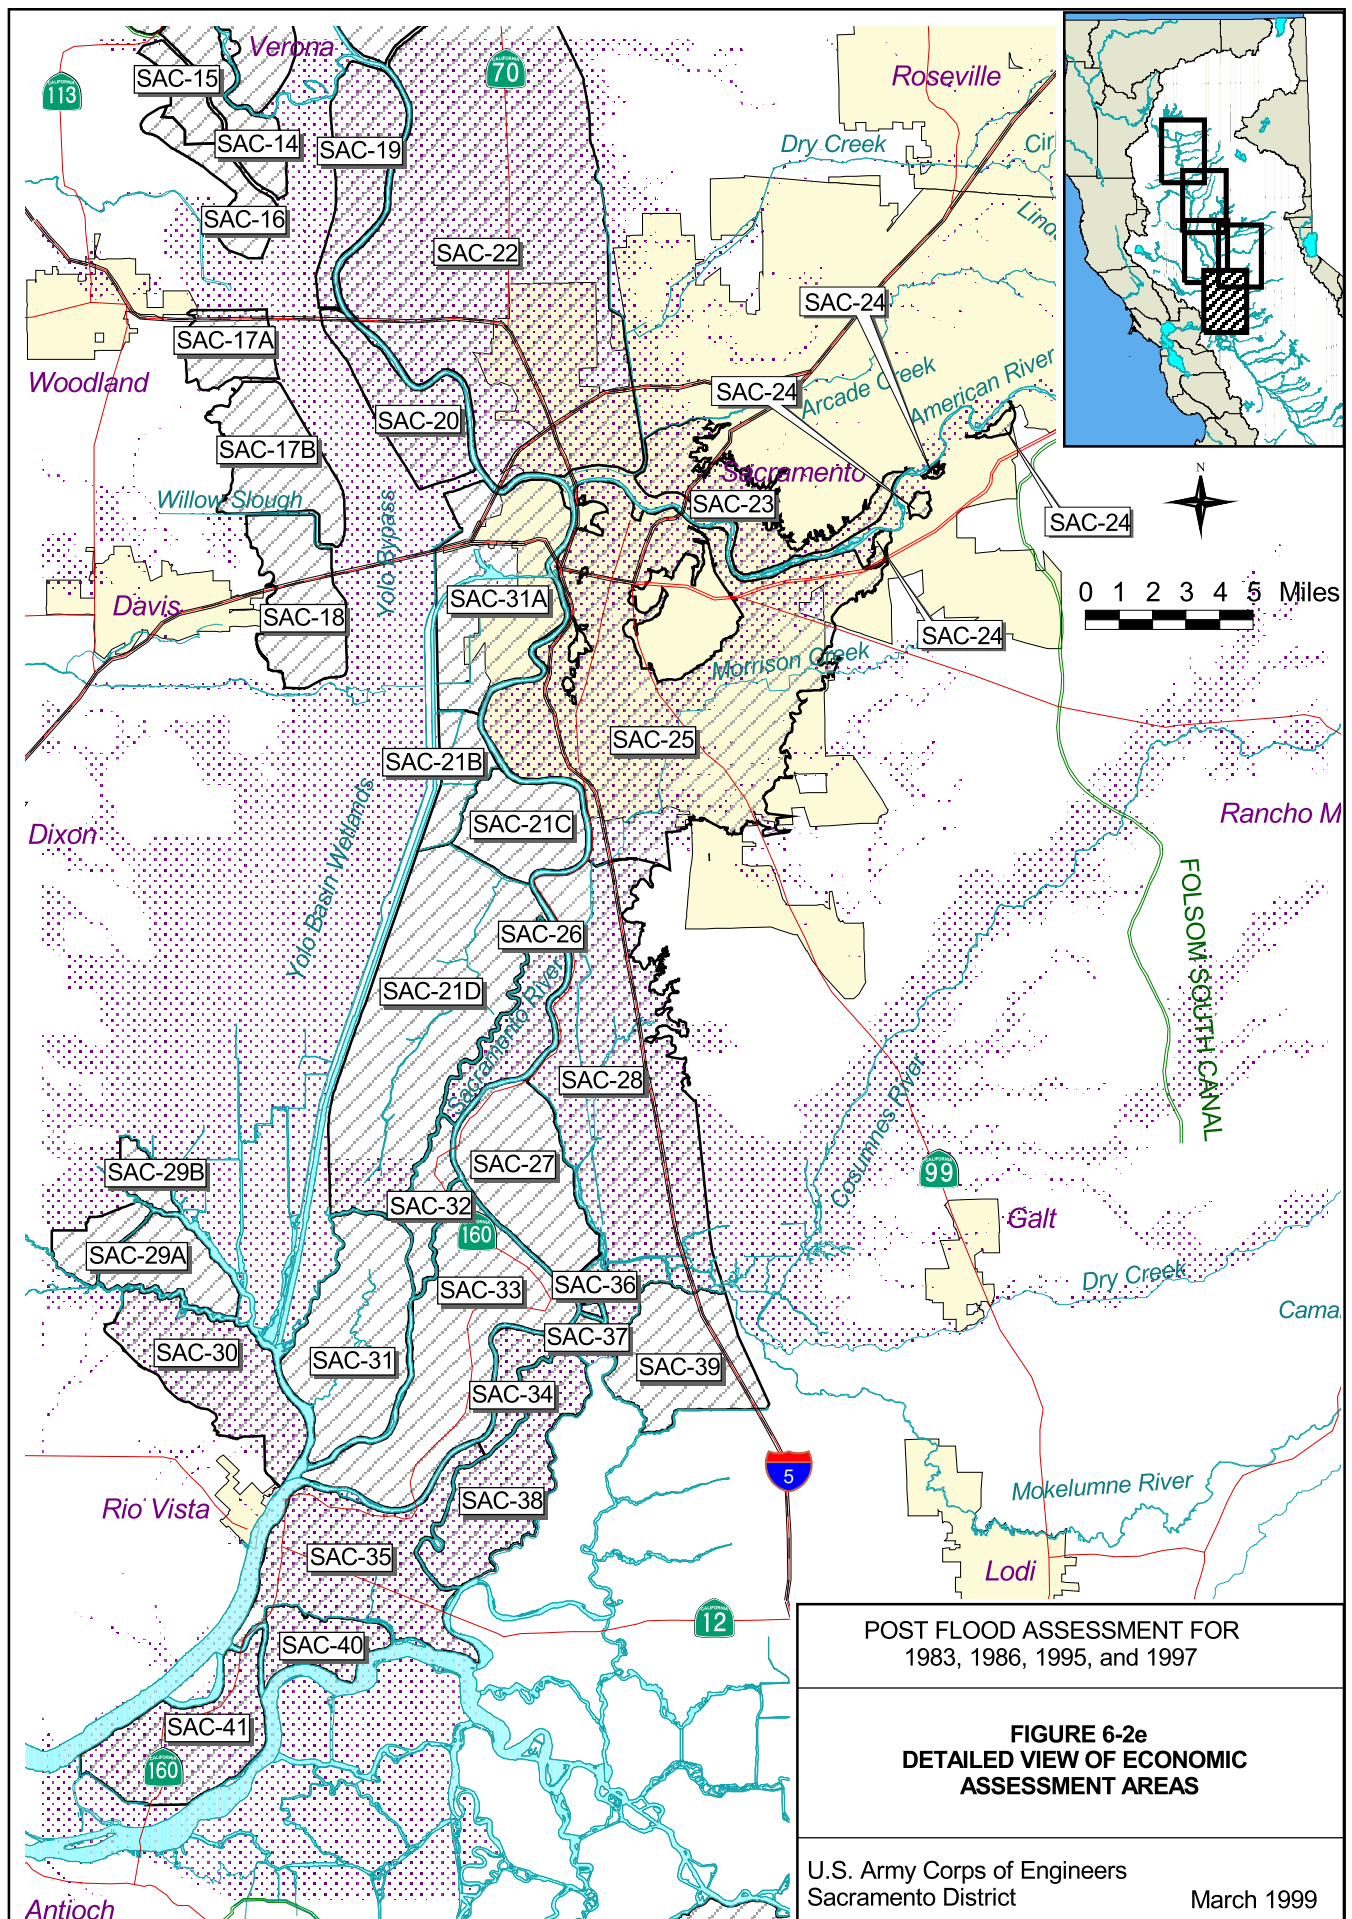 Verona
SAC-15
CALIFORNIA
113
CALIFORNIA
70
Roseville
SAC-14
SAC-19
Dry Creek
SAC-16
SAC-22
SAC-24
SAC-17A
Woodland
SAC-24
Arcade Creek
American River
SAC-20
SAC-17B
Sacramento
Willow Slough
SAC-23
Yolo Bypass
SAC-24
N
0 1 2 3 4 5 Miles
Davis
SAC-18
SAC-31A
SAC-24
Morrison Creek
SAC-25
SAC-21B
Dixon
SAC-21C
Rancho M
Yolo Basin Wetlands
FOLSOM SOUTH CANAL
SAC-26
SAC-21D
Sacramento River
SAC-28
Cosumnes River
SAC-29B
SAC-27
CALIFORNIA
99
SAC-32
160
Galt
SAC-29A
SAC-33
SAC-36
Dry Creek
Cama
SAC-37
SAC-30
SAC-31
SAC-39
SAC-34
5
Rio Vista
SAC-38
Mokelumne River
SAC-35
Lodi
CALIFORNIA
12
SAC-40
SAC-41
CALIFORNIA
160
Antioch
POST FLOOD ASSESSMENT FOR
1983, 1986, 1995, and 1997
FIGURE 6-2e
DETAILED VIEW OF ECONOMIC
ASSESSMENT AREAS
U.S. Army Corps of Engineers
Sacramento District
March 1999